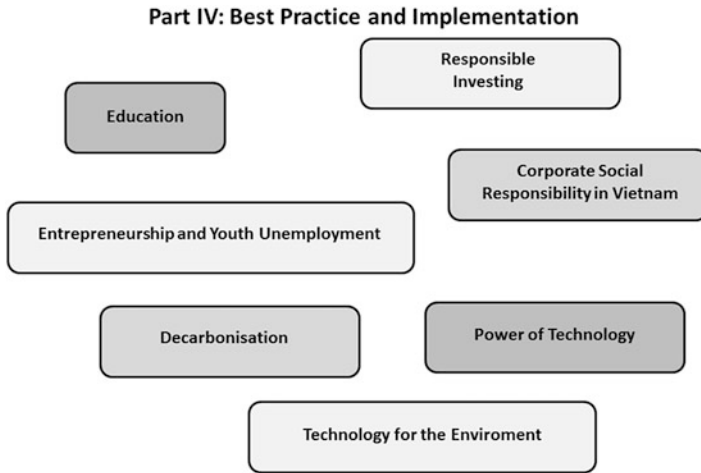 Part IV: Best Practice and Implementation
Responsible
Investing
Education
Corporate Social
Responsibility in Vietnam
Entrepreneurship and Youth Unemployment
Decarbonisation
Power of Technology
Technology for the Enviroment